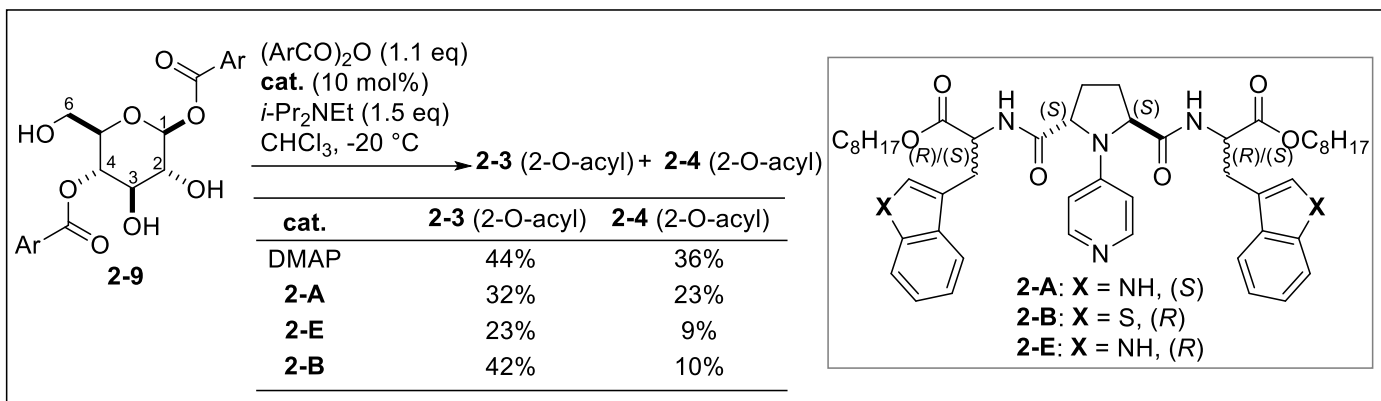 O
Ar
(ArCO)2O (1.1 eq)
cat. (10 mol%)
i-Pr2NEt (1.5 eq)
CHCl3, -20 °C
6
HO
O
1
O
4
2
3
O
OH
OH
Ar
O
2-9
2-3 (2-O-acyl) + 2-4 (2-O-acyl)
cat. 2-3 (2-O-acyl) 2-4 (2-O-acyl)
DMAP 44% 36%
2-A 32% 23%
2-E 23% 9%
2-B 42% 10%
O
H
N
(S)
(S)
H
N
O
C8H17O
(R)/(S)
O
N
O
(R)/(S)
OC8H17
X
N
X
2-A: X = NH, (S)
2-B: X = S, (R)
2-E: X = NH, (R)